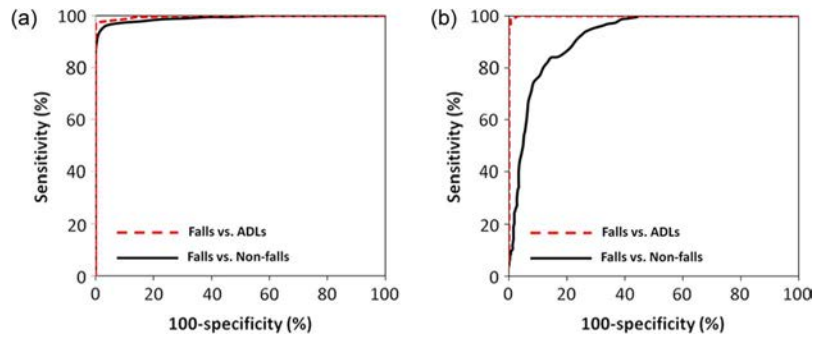 (a)
100
80
60
40
20
0
Sensitivity (%)
Falls vs. ADLs
Falls vs. Non-falls
0 20 40 60 80 100
100-specificity (%)
(b)
100
80
60
40
20
0
Sensitivity (%)
Falls vs. ADLs
Falls vs. Non-falls
0 20 40 60 80 100
100-specificity (%)